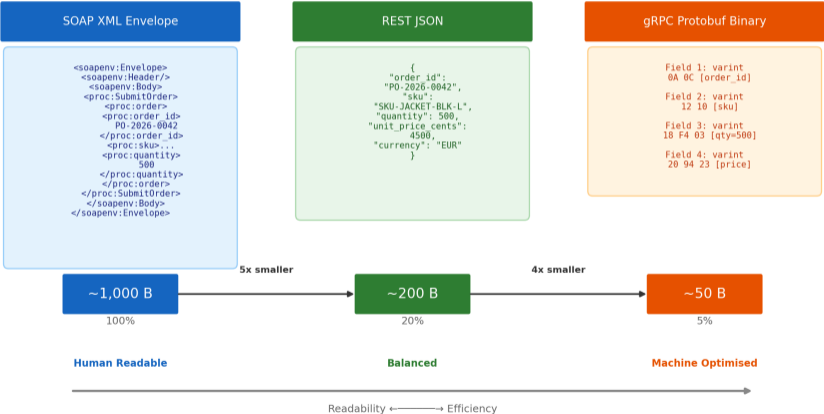 SOAP XML Envelope
<soapenv:Envelope>
<soapenv:Header/>
<soapenv:Body>
<proc:SubmitOrder>
<proc:order>
<proc:order_id>
PO-2026-0042
</proc:order_id>
<proc:sku>...
<proc:quantity>
500
</proc:quantity>
</proc:order>
</proc:SubmitOrder>
</soapenv:Body>
</soapenv:Envelope>
REST JSON
{
"order_id":
"PO-2026-0042",
"sku":
"SKU-JACKET-BLK-L",
"quantity": 500,
"unit_price_cents":
4500,
"currency": "EUR"
}
gRPC Protobuf Binary
Field 1: varint
0A 0C [order_id]
Field 2: varint
12 10 [sku]
Field 3: varint
18 F4 03 [qty=500]
Field 4: varint
20 94 23 [price]
5x smaller
4x smaller
~1,000 B
~200 B
~50 B
100%
20%
5%
Human Readable
Balanced
Machine Optimised
Readability ←————→ Efficiency